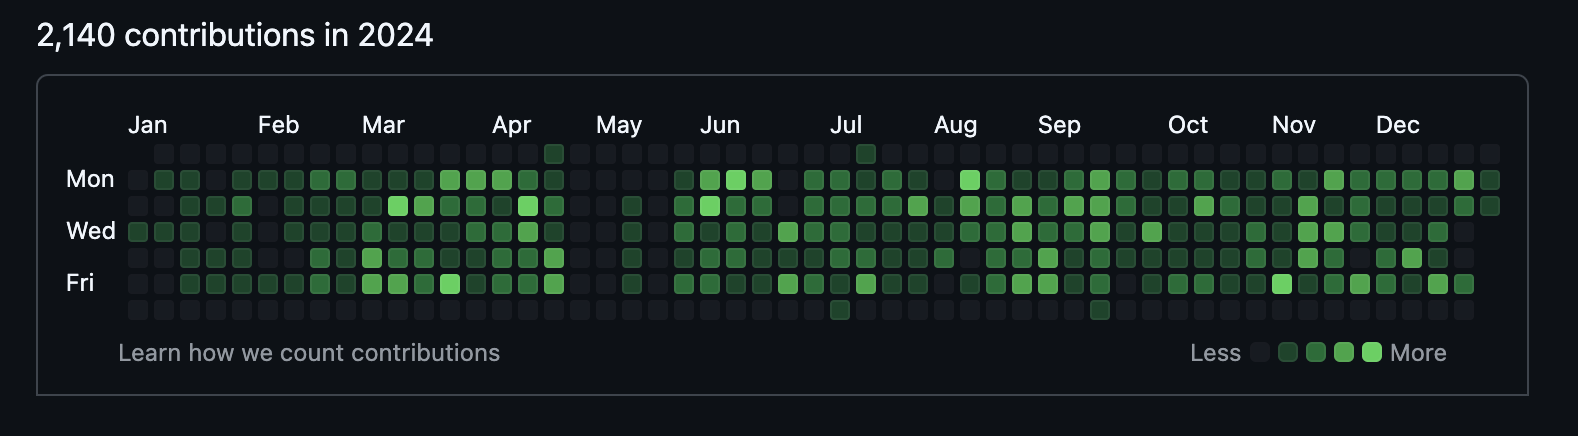 2,140 contributions in 2024
Jan Feb Mar Apr May Jun Jul Aug Sep Oct Nov Dec
Mon
Wed
Fri
Learn how we count contributions
Less More